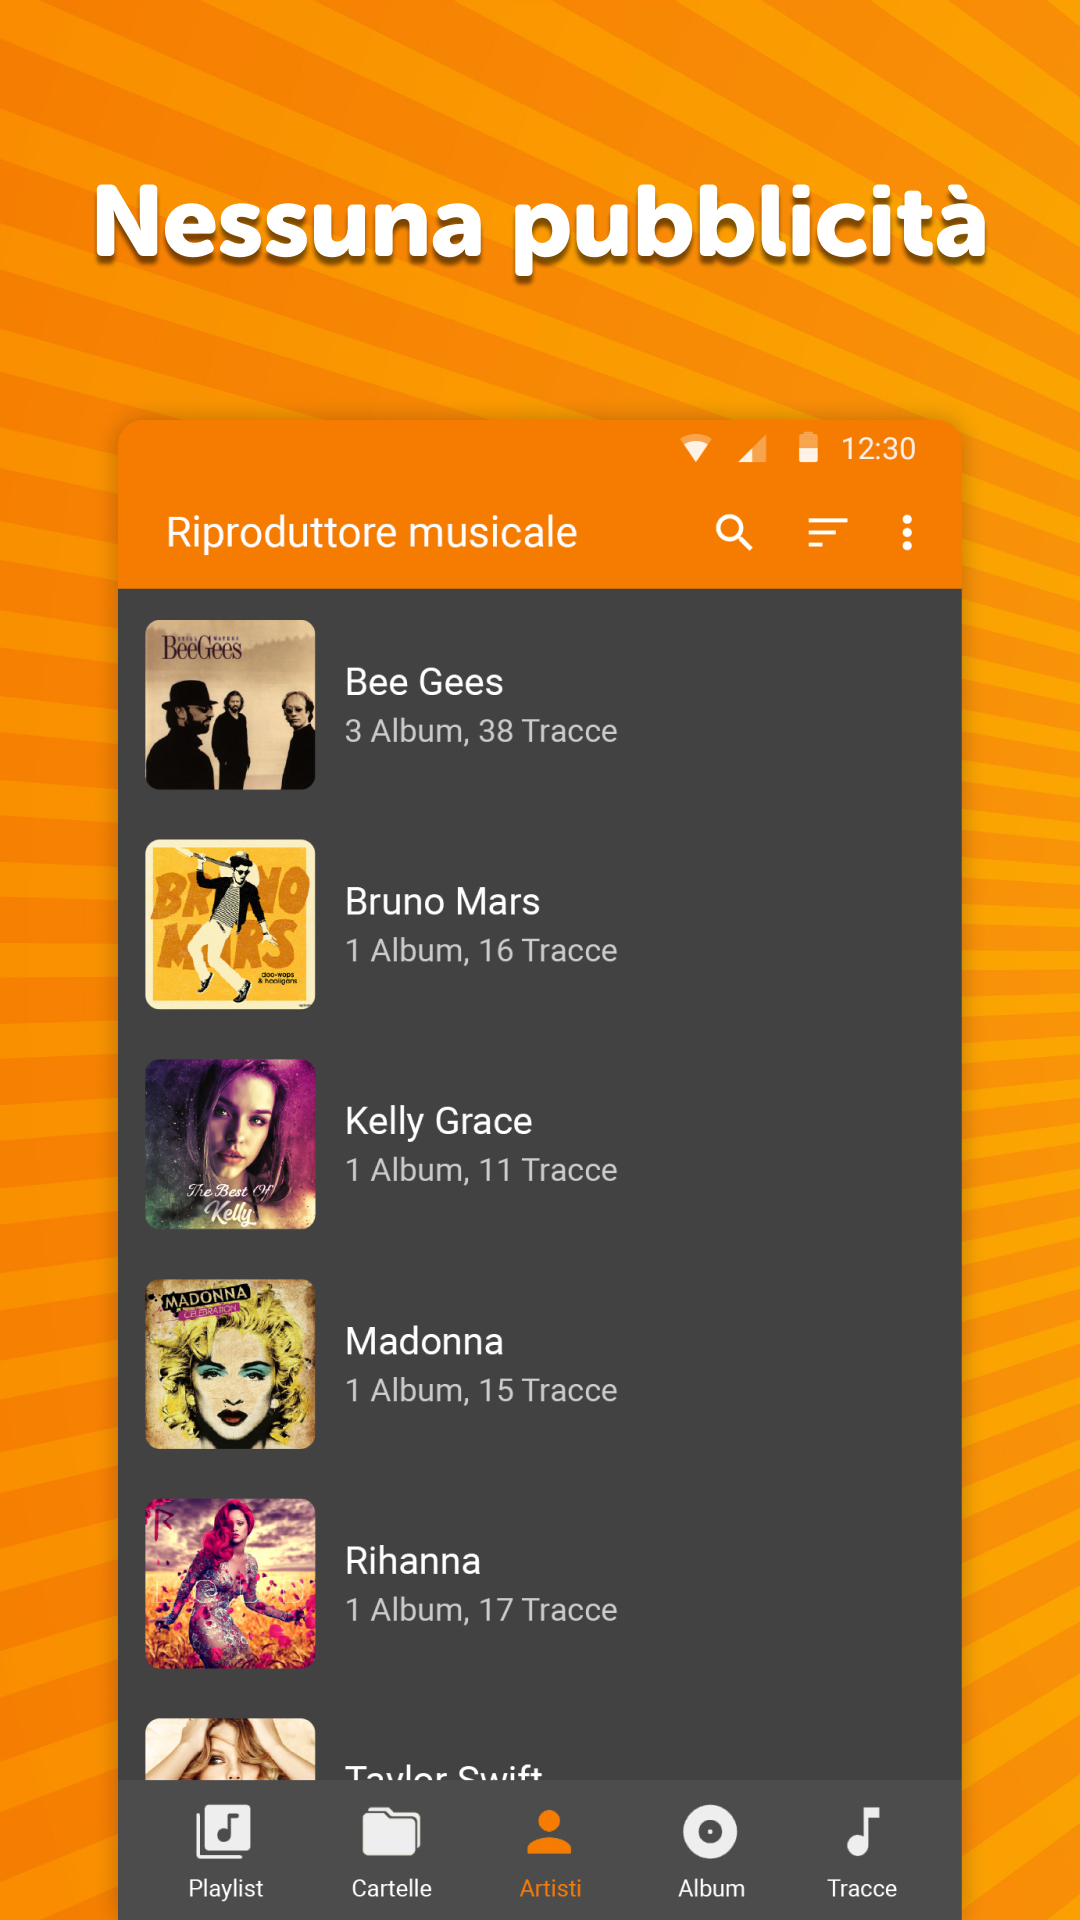 Nessuna pubblicità
12:30
Riproduttore musicale
STILL WATERS
BeeGees
Bee Gees
3 Album, 38 Tracce
BRUNO
MARS
doo-wops
& hooligans
Bruno Mars
1 Album, 16 Tracce
The Best Of
Kelly
Kelly Grace
1 Album, 11 Tracce
MADONNA
CELEBRATION
Madonna
1 Album, 15 Tracce
R
Rihanna
1 Album, 17 Tracce
Taylor Swift
Playlist
Cartelle
Artisti
Album
Tracce